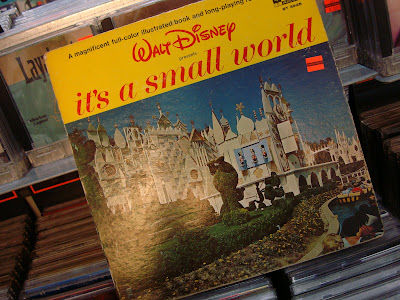 A magnificent full-color illustrated book and long-playing
WALT DISNEY
presents
it's a small world